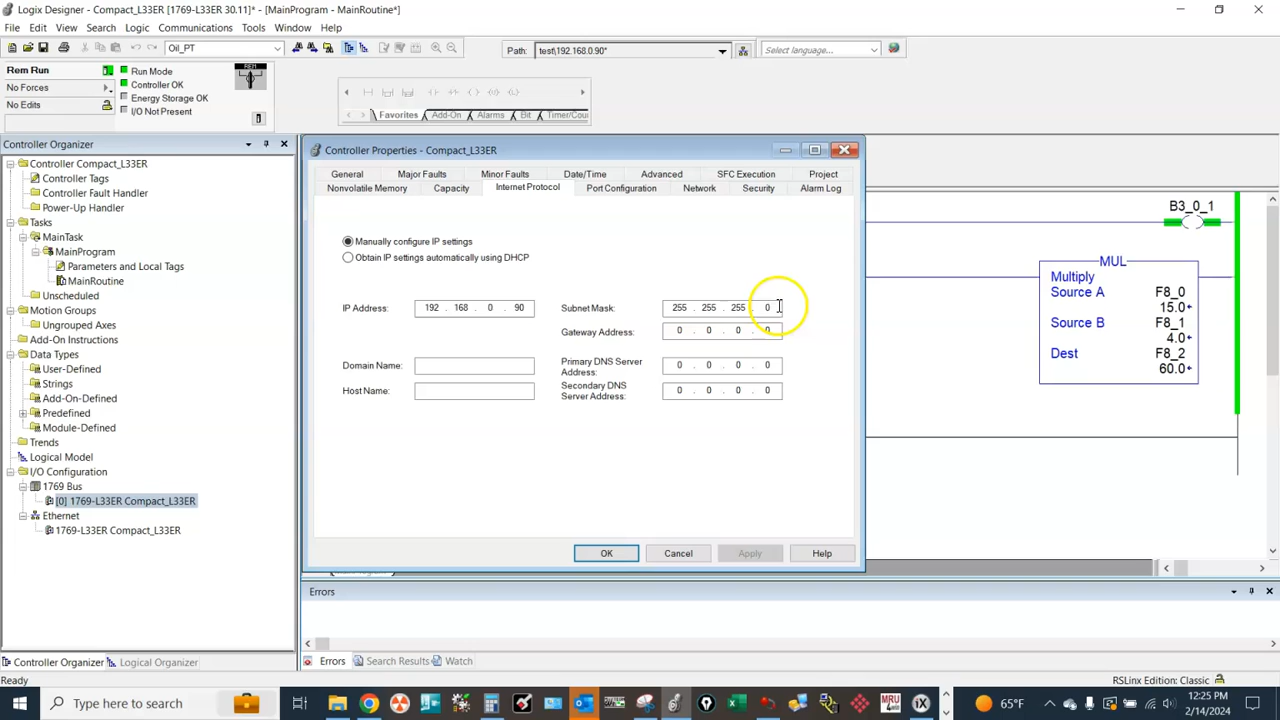 Logix Designer - Compact_L33ER [1769-L33ER 30.11]* - [MainProgram - MainRoutine*]
File Edit View Search Logic Communications Tools Window Help
Oil_PT
Path: test\192.168.0.90*
Select language...
Rem Run
No Forces
No Edits
Run Mode
Controller OK
Energy Storage OK
I/O Not Present
REM
Favorites Add-On Alarms Bit Timer/Cou
Controller Organizer
Controller Compact_L33ER
Controller Tags
Controller Fault Handler
Power-Up Handler
Tasks
MainTask
MainProgram
Parameters and Local Tags
MainRoutine
Unscheduled
Motion Groups
Ungrouped Axes
Add-On Instructions
Data Types
User-Defined
Strings
Add-On-Defined
Predefined
Module-Defined
Trends
Logical Model
I/O Configuration
1769 Bus
[0] 1769-L33ER Compact_L33ER
Ethernet
1769-L33ER Compact_L33ER
Controller Organizer Logical Organizer
Controller Properties - Compact_L33ER
General Major Faults Minor Faults Date/Time Advanced SFC Execution Project
Nonvolatile Memory Capacity Internet Protocol Port Configuration Network Security Alarm Log
Manually configure IP settings
Obtain IP settings automatically using DHCP
IP Address: 192 . 168 . 0 . 90
Subnet Mask: 255 . 255 . 255 . 0
Gateway Address: 0 . 0 . 0 . 0
Domain Name:
Primary DNS Server Address: 0 . 0 . 0 . 0
Host Name:
Secondary DNS Server Address: 0 . 0 . 0 . 0
OK Cancel Apply Help
B3_0_1
MUL
Multiply
Source A F8_0
15.0
Source B F8_1
4.0
Dest F8_2
60.0
Errors
Errors Search Results Watch
Ready
RSLinx Edition: Classic
Type here to search
MRU
iX
65°F
12:25 PM
2/14/2024